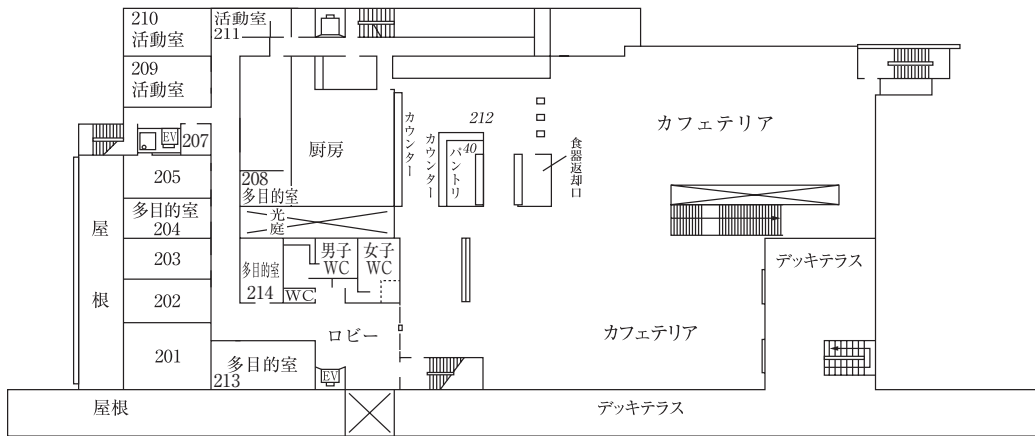 210
活動室
活動室
211
209
活動室
EV
207
205
多目的室
204
203
202
201
屋根
屋根
厨房
208
多目的室
光庭
男子
WC
女子
WC
WC
多目的室
214
ロビー
多目的室
213
EV
カウンター
カウンター
212
40
パントリ
食器返却口
カフェテリア
カフェテリア
デッキテラス
デッキテラス